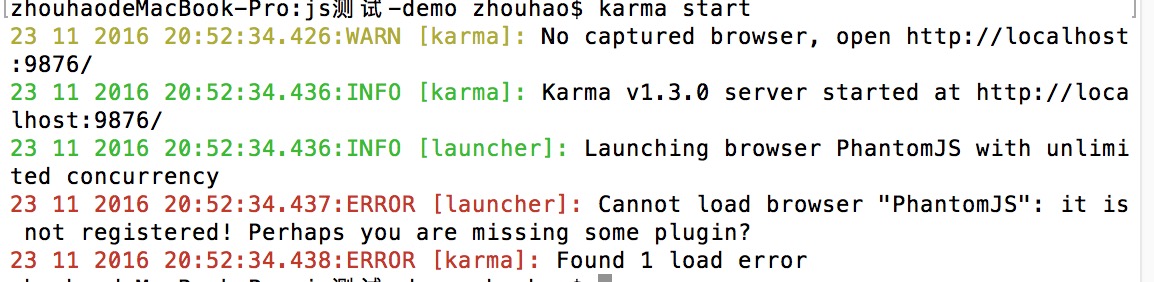 [zhouhaodeMacBook-Pro:js测试-demo zhouhao$ karma start ]
23 11 2016 20:52:34.426:WARN [karma]: No captured browser, open http://localhost
:9876/
23 11 2016 20:52:34.436:INFO [karma]: Karma v1.3.0 server started at http://loca
lhost:9876/
23 11 2016 20:52:34.436:INFO [launcher]: Launching browser PhantomJS with unlimi
ted concurrency
23 11 2016 20:52:34.437:ERROR [launcher]: Cannot load browser "PhantomJS": it is
 not registered! Perhaps you are missing some plugin?
23 11 2016 20:52:34.438:ERROR [karma]: Found 1 load error